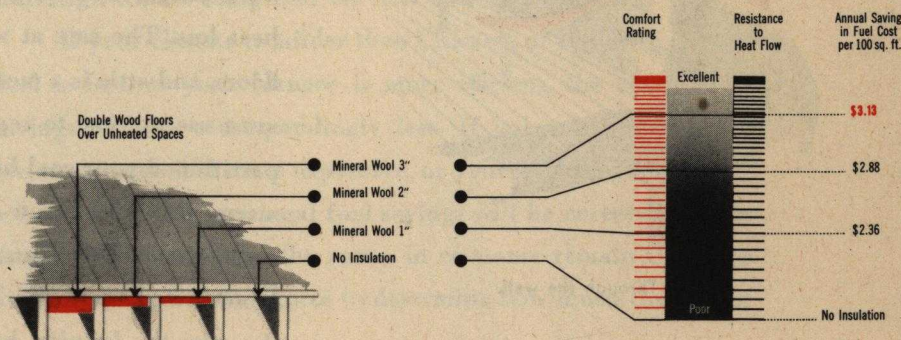 Comfort
Rating
Resistance
to
Heat Flow
Annual Saving
in Fuel Cost
per 100 sq. ft.
Excellent
$3.13
Double Wood Floors
Over Unheated Spaces
Mineral Wool 3"
$2.88
Mineral Wool 2"
Mineral Wool 1"
$2.36
No Insulation
Poor
No Insulation